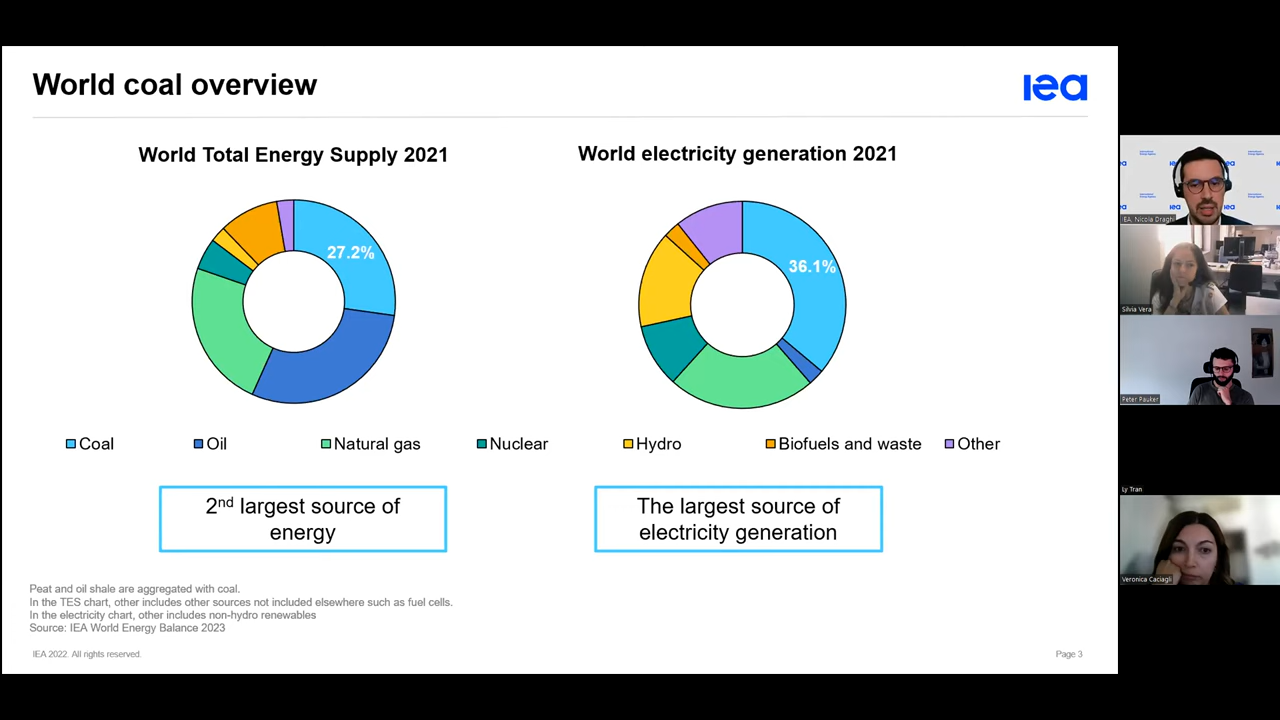 World coal overview
iea
World Total Energy Supply 2021
World electricity generation 2021
27.2%
36.1%
Coal
Oil
Natural gas
Nuclear
Hydro
Biofuels and waste
Other
2nd largest source of
energy
The largest source of
electricity generation
Peat and oil shale are aggregated with coal.
In the TES chart, other includes other sources not included elsewhere such as fuel cells.
In the electricity chart, other includes non-hydro renewables
Source: IEA World Energy Balance 2023
IEA 2022. All rights reserved.
Page 3
IEA, Nicola Draghi
Silvia Vera
Peter Pauker
Ly Tran
Veronica Caciagli